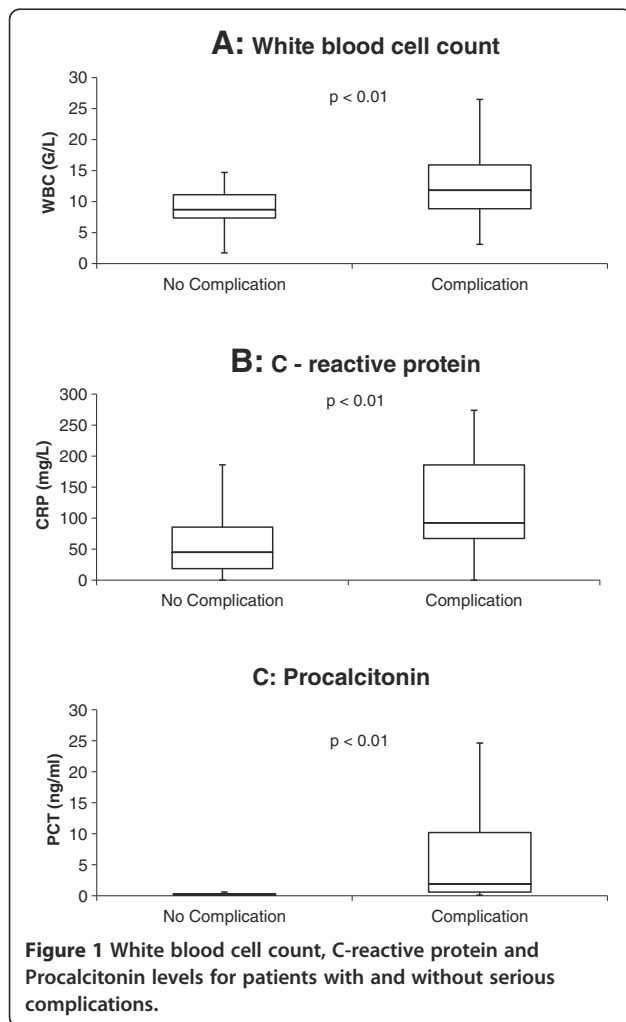 A: White blood cell count
30
25
20
15
10
5
0
WBC (G/L)
p < 0.01
No Complication
Complication
B: C - reactive protein
300
250
200
150
100
50
0
CRP (mg/L)
p < 0.01
No Complication
Complication
C: Procalcitonin
30
25
20
15
10
5
0
PCT (ng/ml)
p < 0.01
No Complication
Complication
Figure 1 White blood cell count, C-reactive protein and
Procalcitonin levels for patients with and without serious
complications.